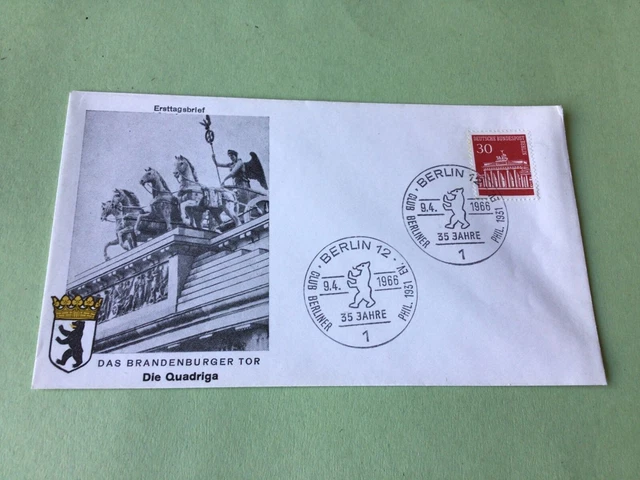 Ersttagsbrief
DAS BRANDENBURGER TOR
Die Quadriga
30
DEUTSCHE BUNDESPOST
BERLIN
· BERLIN 12
9.4. 1966
35 JAHRE
CLUB BERLINER PHIL. 1931
1
· BERLIN 12 ·
9.4. 1966
35 JAHRE
CLUB BERLINER PHIL. 1931
1